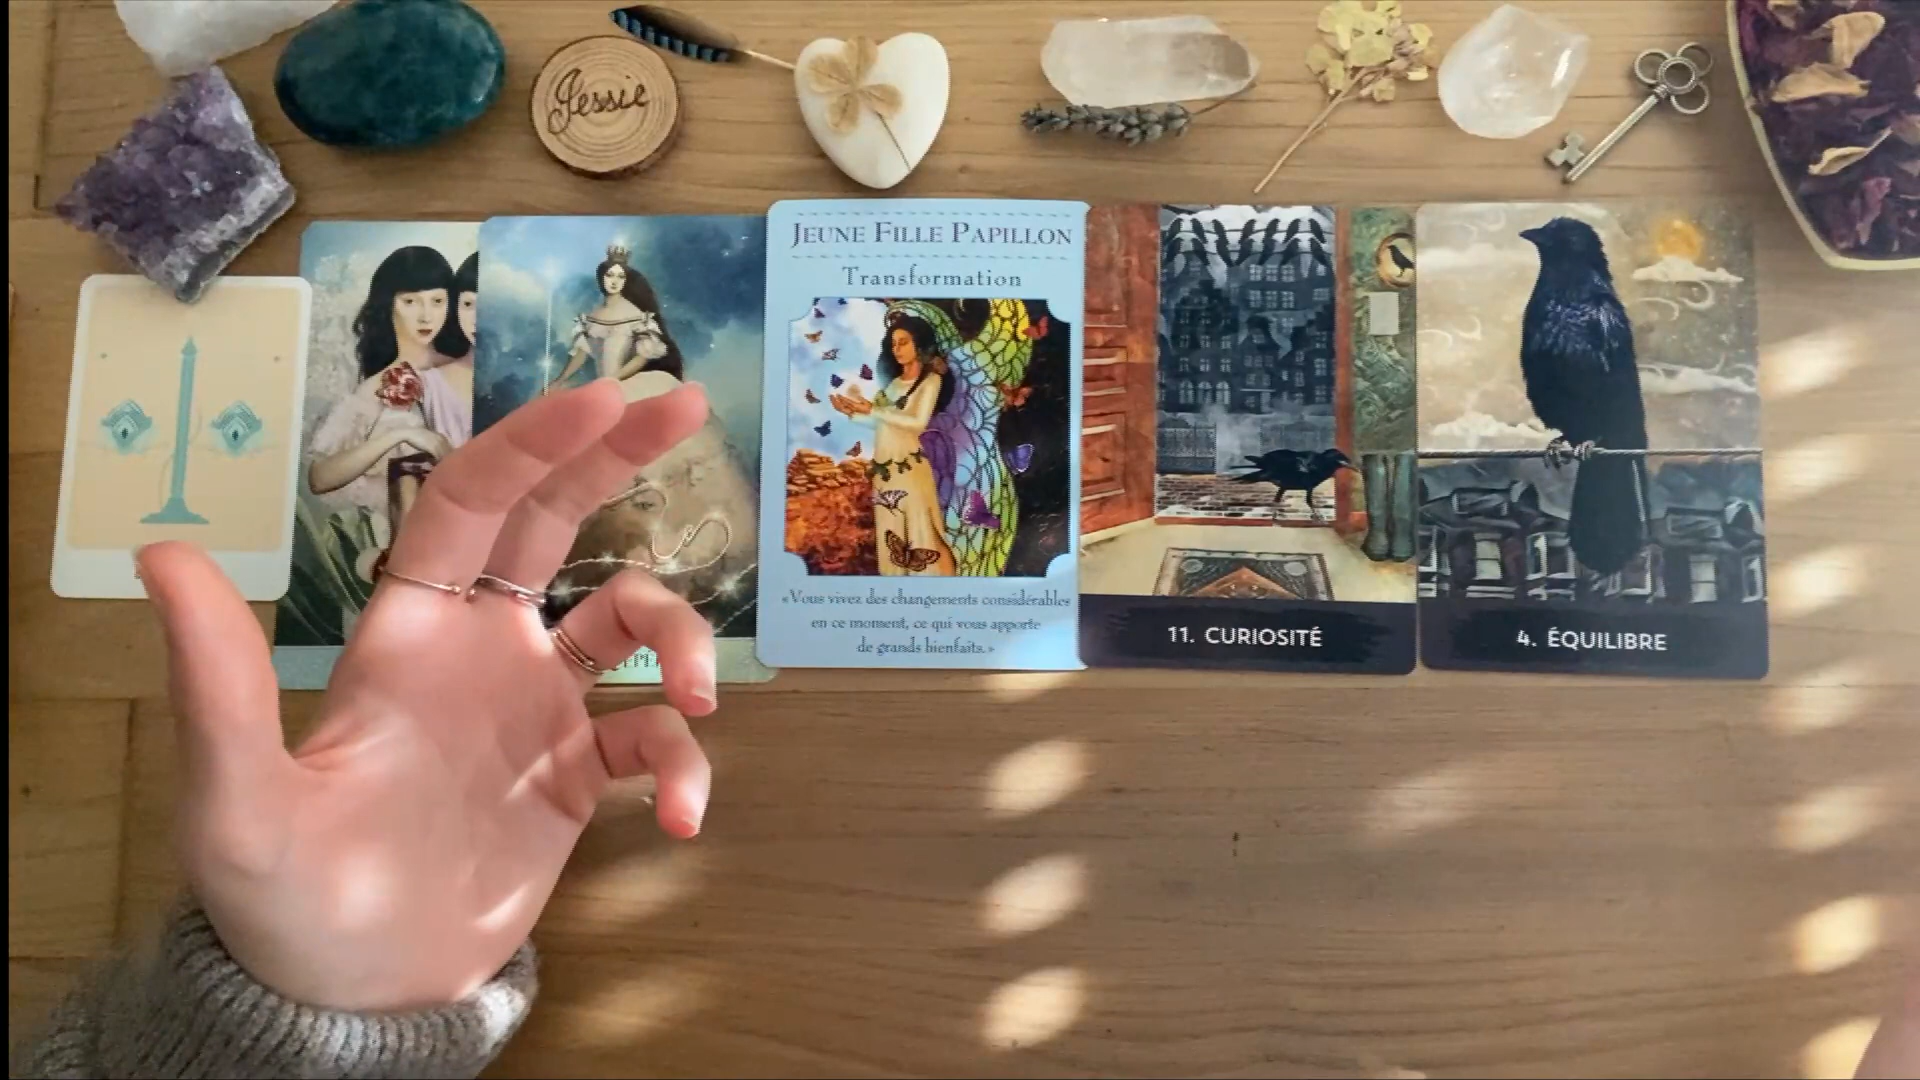 Jessie
JEUNE FILLE PAPILLON
Transformation
«Vous vivez des changements considérables
en ce moment, ce qui vous apporte
de grands bienfaits.»
11. CURIOSITÉ
4. ÉQUILIBRE